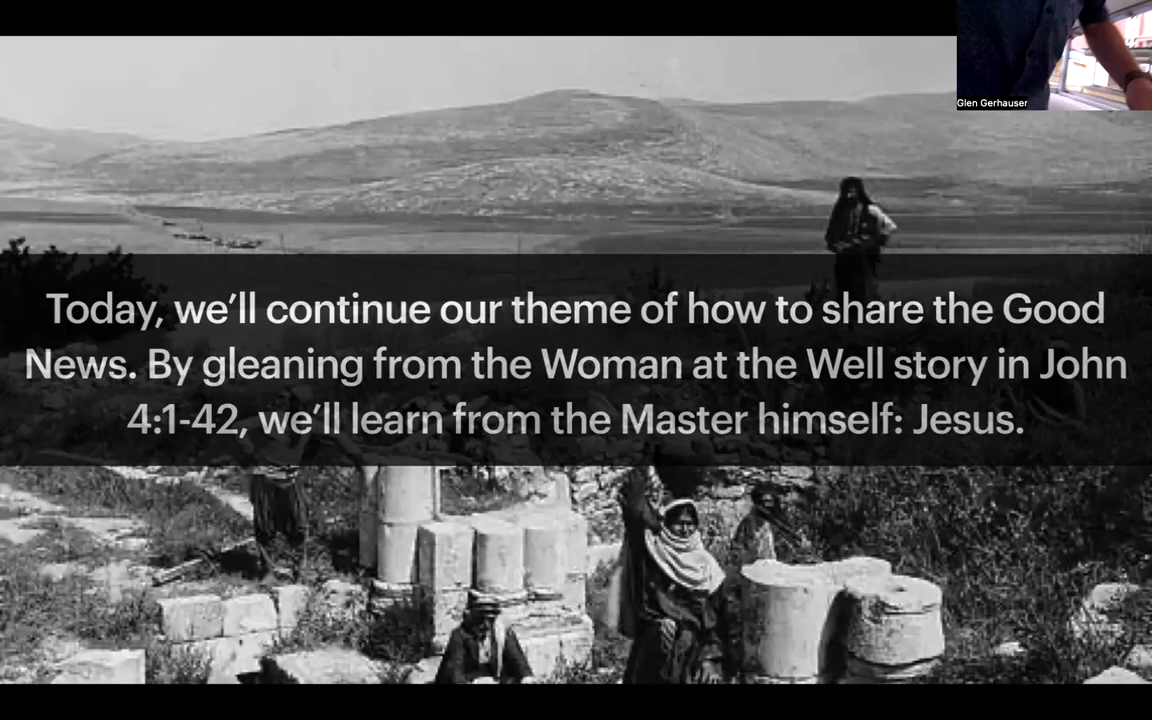 Glen Gerhauser
Today, we’ll continue our theme of how to share the Good
News. By gleaning from the Woman at the Well story in John
4:1-42, we’ll learn from the Master himself: Jesus.